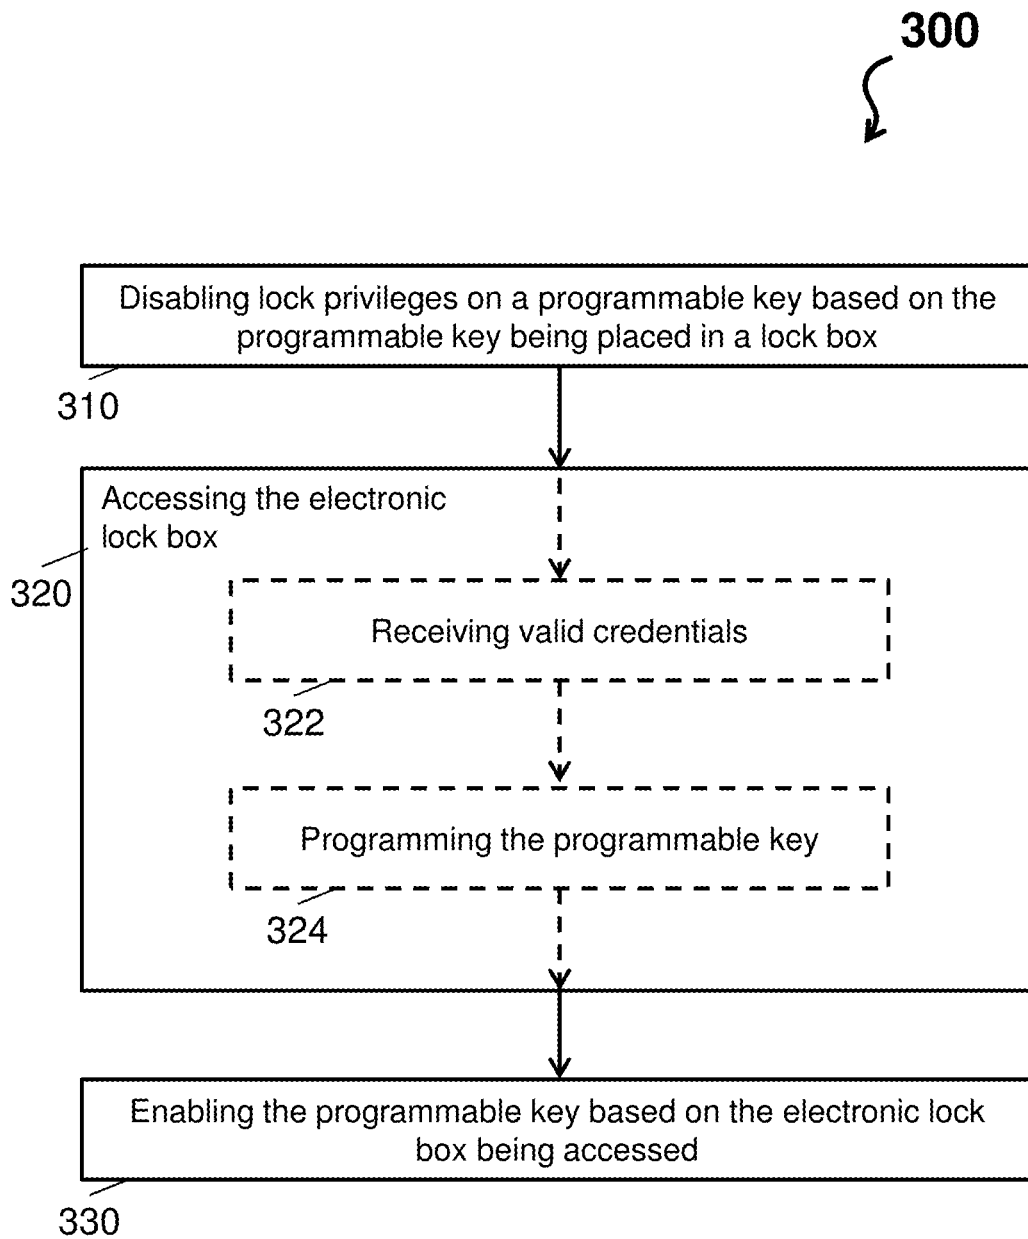 300
Disabling lock privileges on a programmable key based on the
programmable key being placed in a lock box
310
Accessing the electronic
lock box
320
Receiving valid credentials
322
Programming the programmable key
324
Enabling the programmable key based on the electronic lock
box being accessed
330